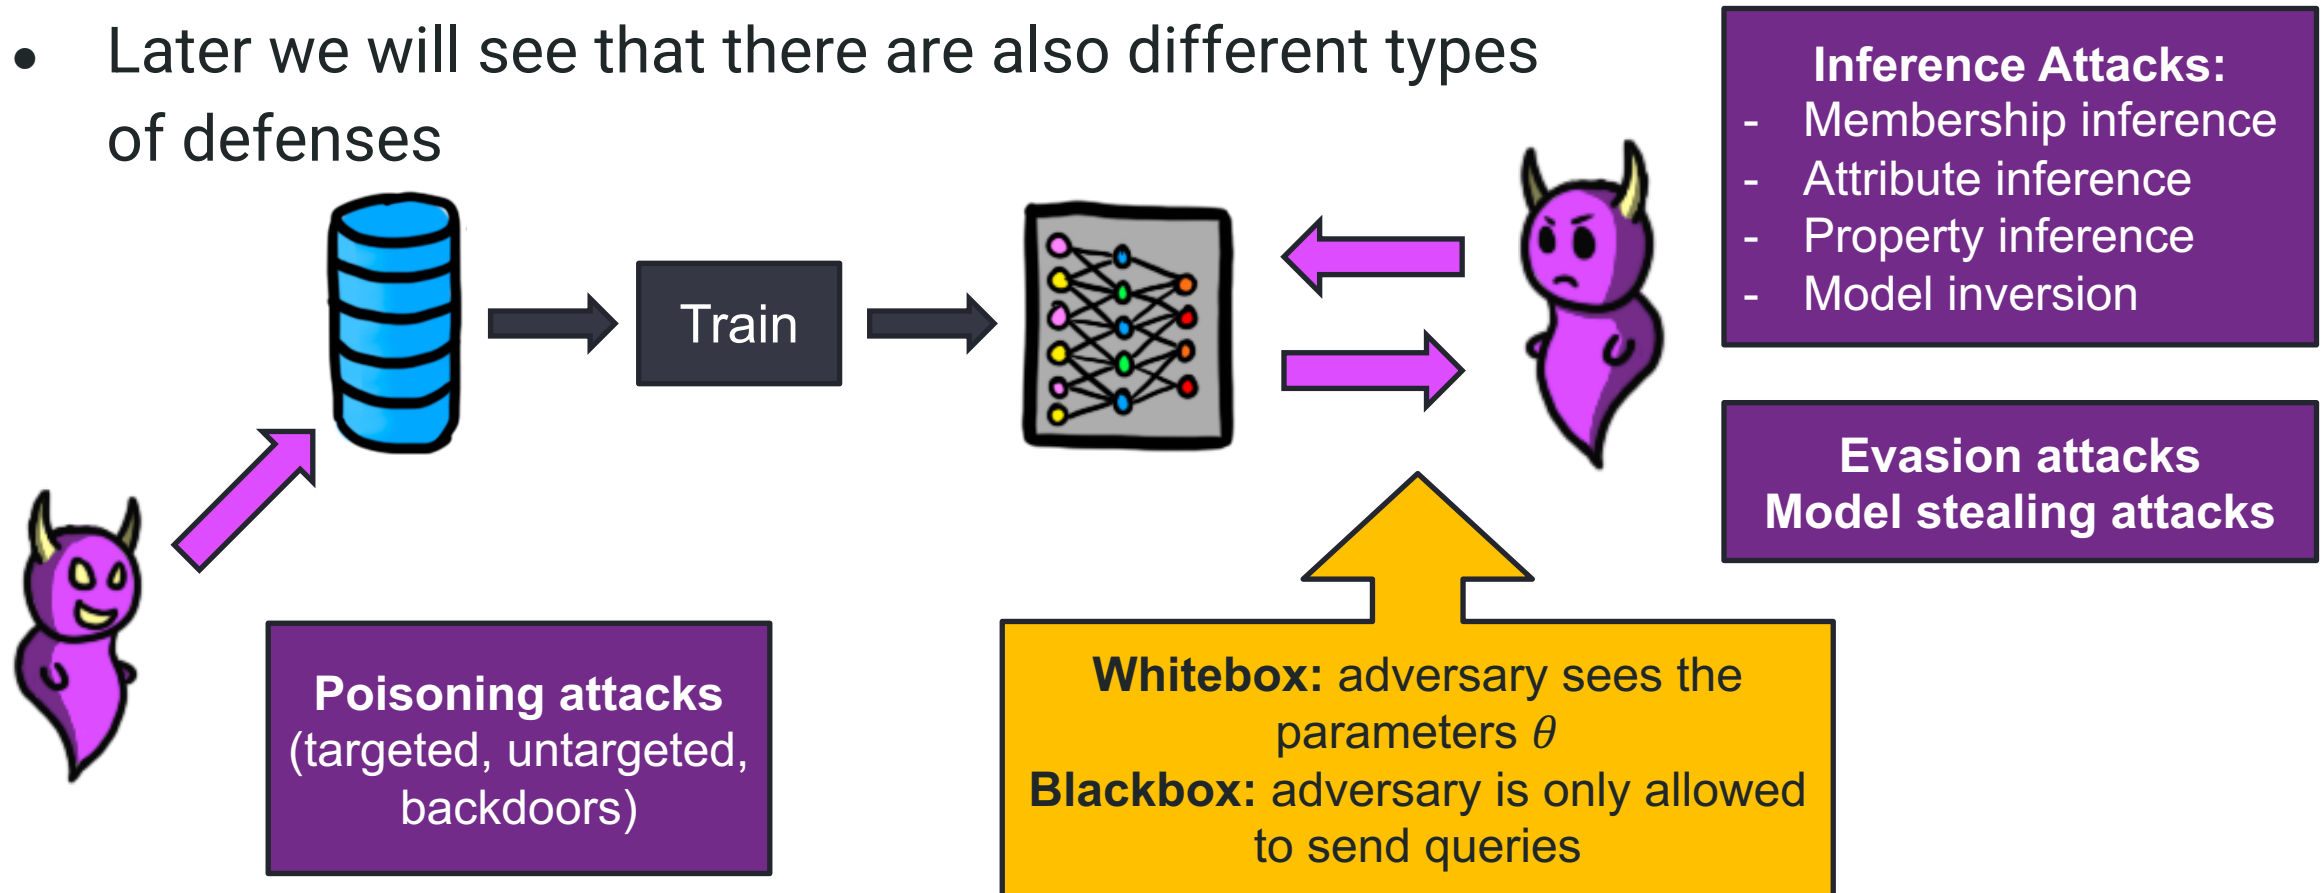 • Later we will see that there are also different types
of defenses
Inference Attacks:
- Membership inference
- Attribute inference
- Property inference
- Model inversion
Train
Evasion attacks
Model stealing attacks
Poisoning attacks
(targeted, untargeted,
backdoors)
Whitebox: adversary sees the
parameters θ
Blackbox: adversary is only allowed
to send queries